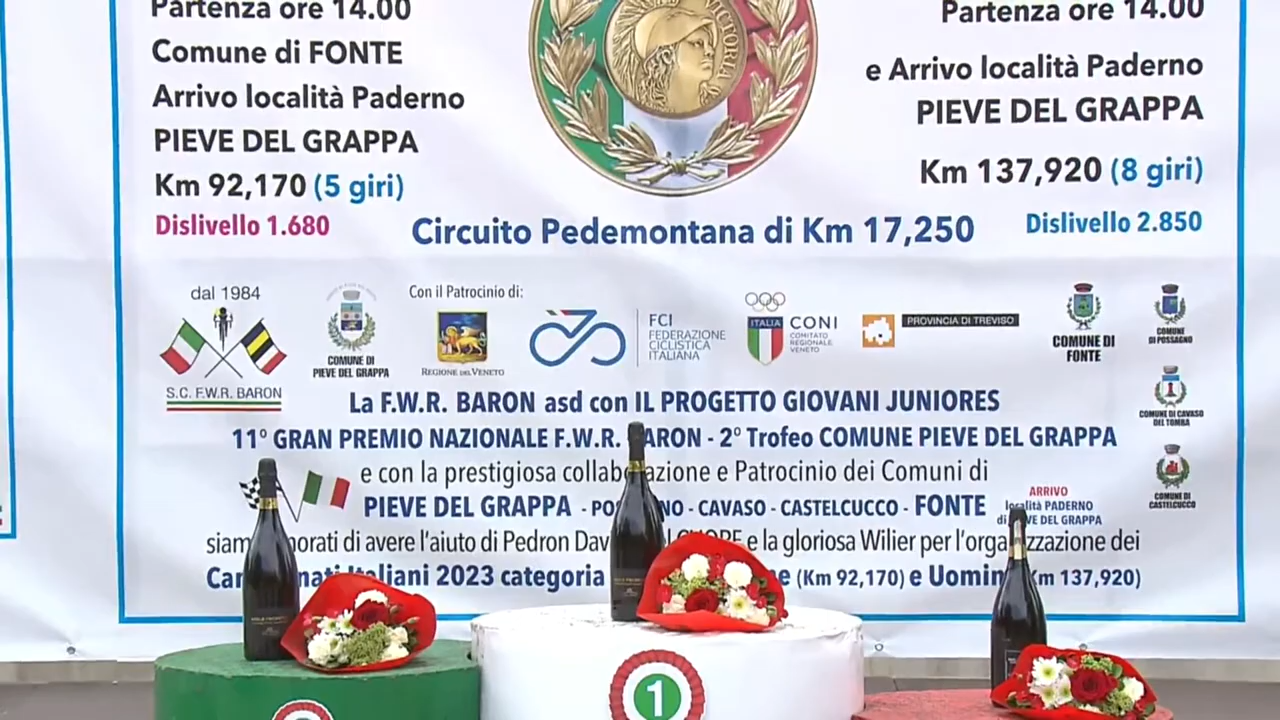 Partenza ore 14.00
Comune di FONTE
Arrivo località Paderno
PIEVE DEL GRAPPA
Km 92,170 (5 giri)
Dislivello 1.680
VICTORIA
Partenza ore 14.00
e Arrivo località Paderno
PIEVE DEL GRAPPA
Km 137,920 (8 giri)
Dislivello 2.850
Circuito Pedemontana di Km 17,250
dal 1984
S.C. F.W.R. BARON
COMUNE DI
PIEVE DEL GRAPPA
Con il Patrocinio di:
REGIONE DEL VENETO
FCI
FEDERAZIONE
CICLISTICA
ITALIANA
ITALIA
CONI
COMITATO
REGIONALE
VENETO
PROVINCIA DI TREVISO
COMUNE DI
FONTE
COMUNE
DI POSSAGNO
COMUNE DI CAVASO
DEL TOMBA
COMUNE DI
CASTELCUCCO
La F.W.R. BARON asd con IL PROGETTO GIOVANI JUNIORES
11° GRAN PREMIO NAZIONALE F.W.R. BARON - 2° Trofeo COMUNE PIEVE DEL GRAPPA
e con la prestigiosa collaborazione e Patrocinio dei Comuni di
PIEVE DEL GRAPPA - - CAVASO - CASTELCUCCO - FONTE
ARRIVO
località PADERNO
di PIEVE DEL GRAPPA
siamo onorati di avere l'aiuto di Pedron e la gloriosa Wilier per l'organizzazione dei
Campionati Italiani 2023 categoria (Km 92,170) e Uomini (Km 137,920)
1